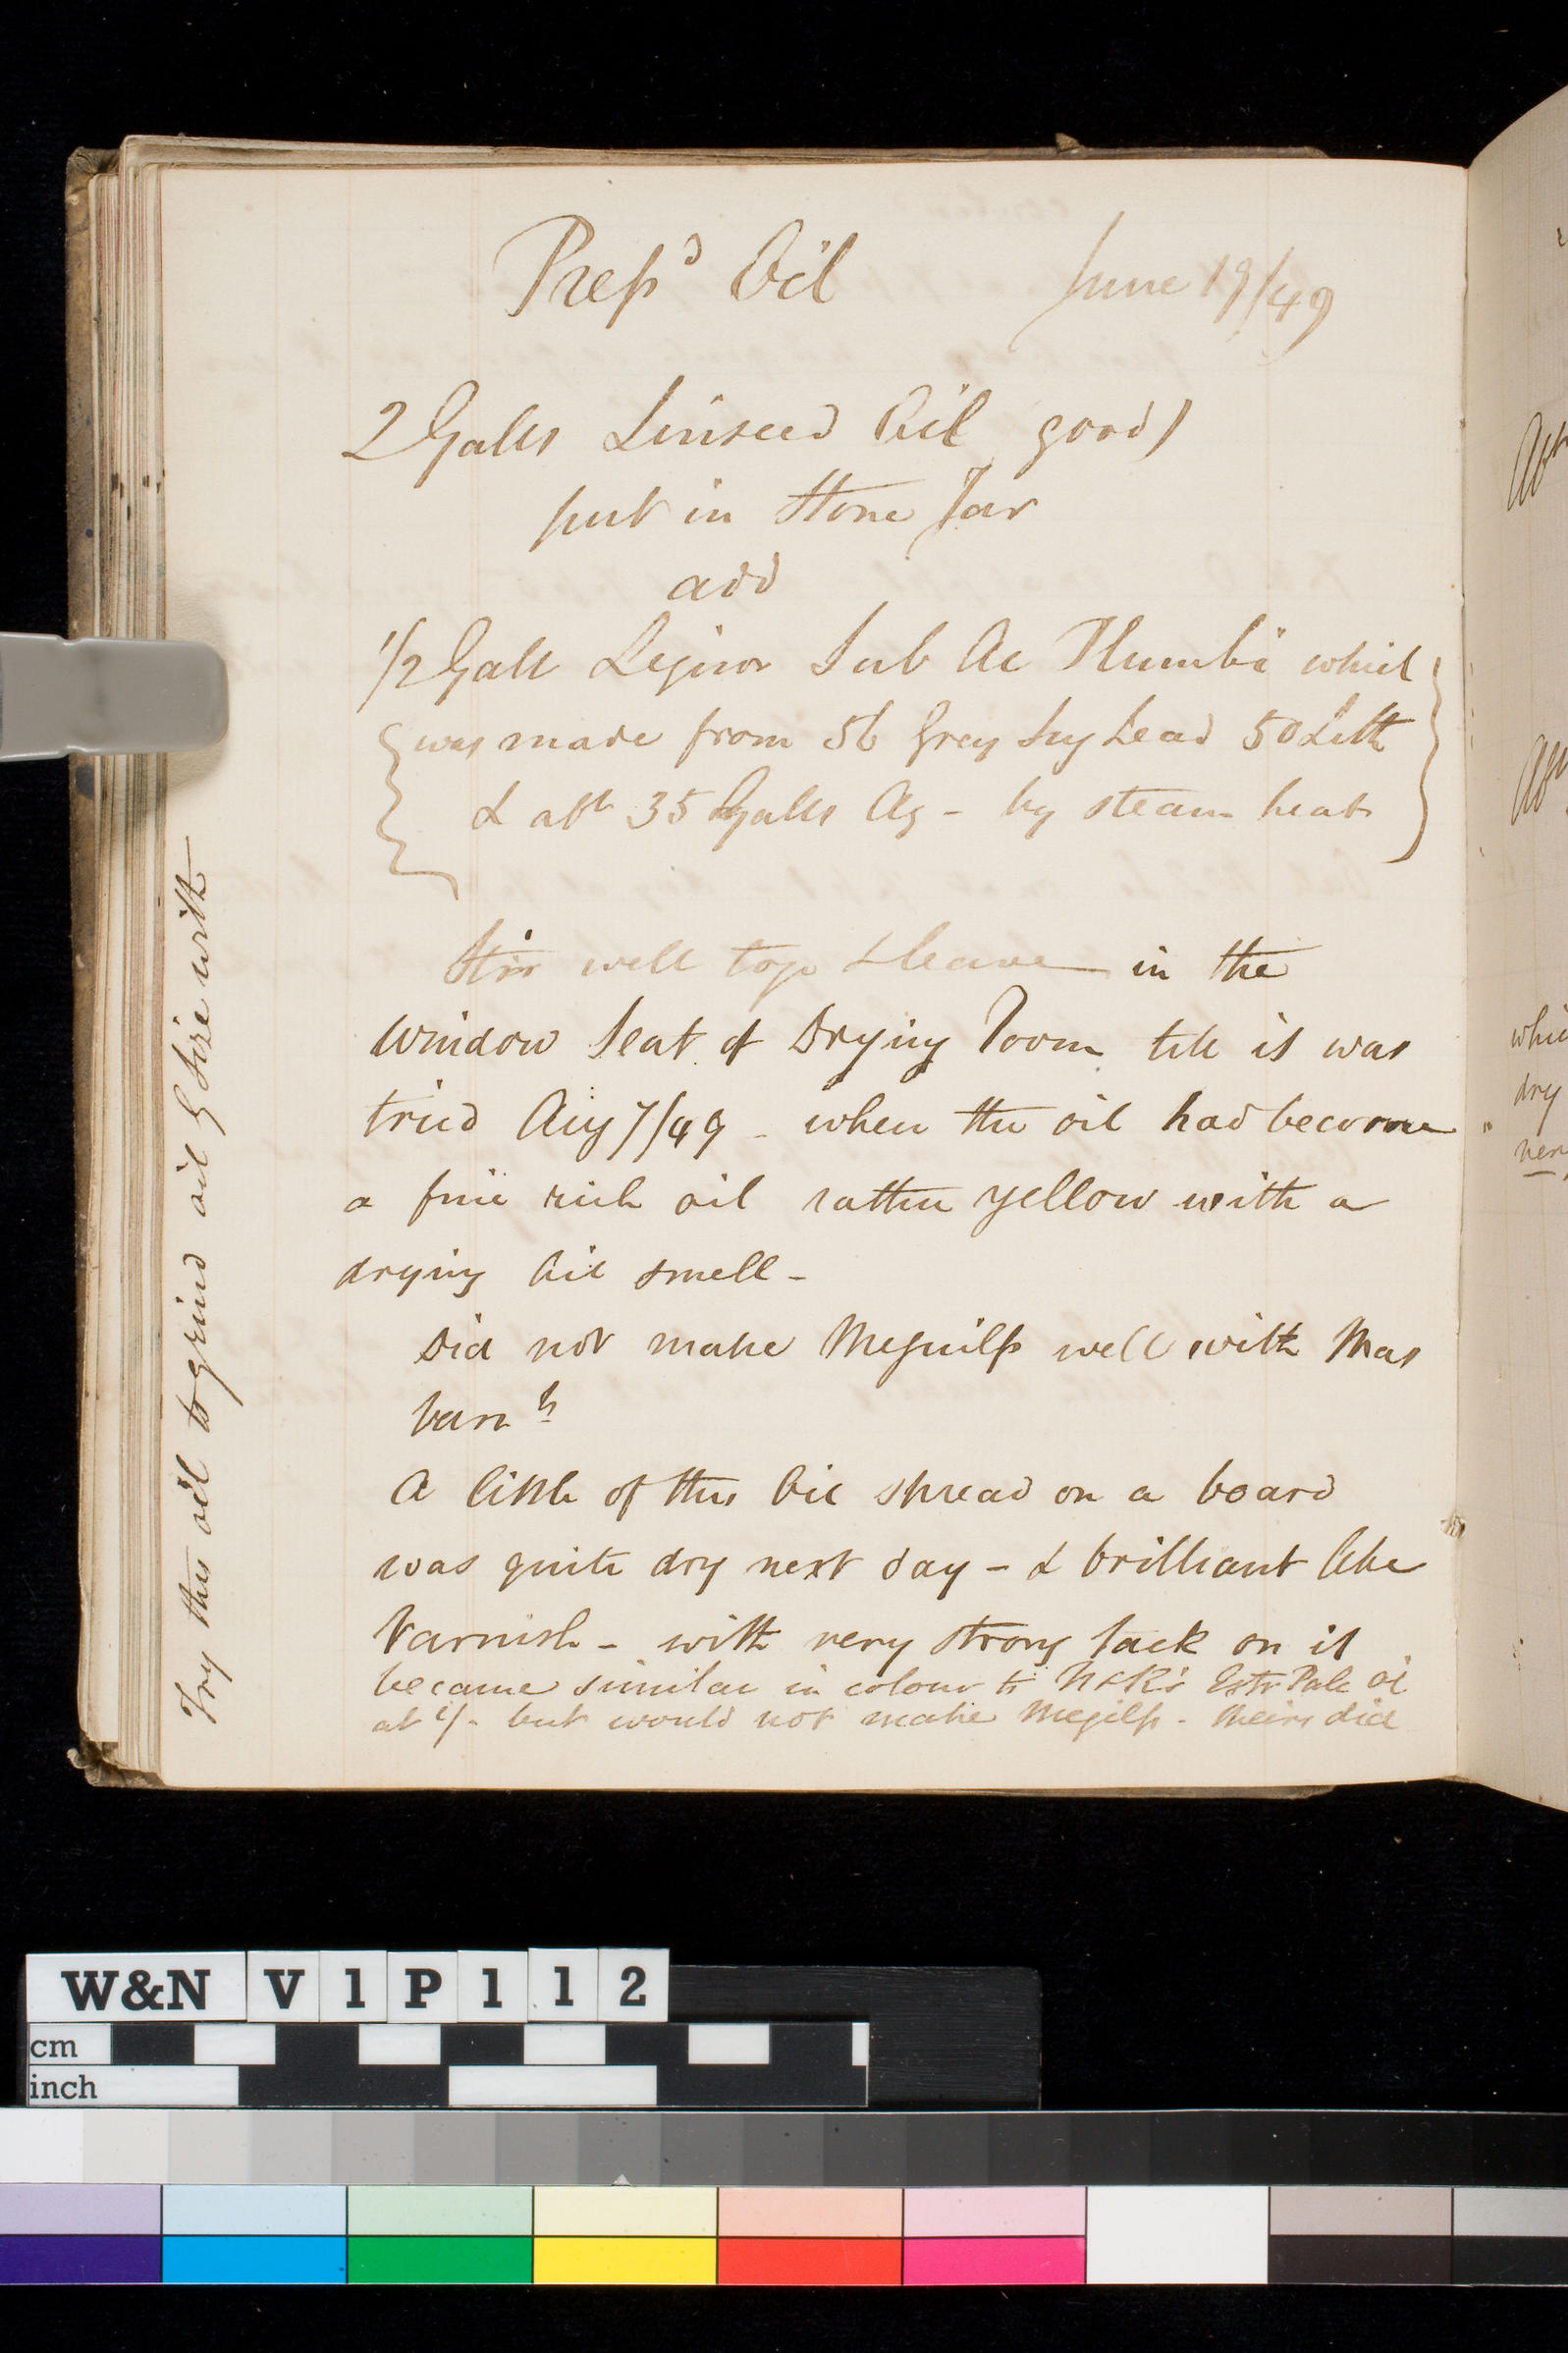 Prepd Oil June 19/49
2 Galls Linseed Oil good)
put in Stone Jar
add
1/2 Gall Liquor Sub Ac Plumbi which
was made from 56 Grey Sug Lead 50 Lith
& abt 35 Galls Aq - by steam heat
Stir well togr & leave in the
window seat of Drying Room till it was
tried Aug 7/49 - when the oil had become
a fine rich oil rather yellow with a
drying Oil smell -
Did not make Meguilp well with Mas
varnh
A little of this Oil spread on a board
was quite dry next day - & brilliant like
Varnish - with very strong tack on it
became similar in colour to Extr Pale Oil
at but would not make Megilp - theirs did
Try this oil to grind oil G Size with
W&N V1P112
cm
inch